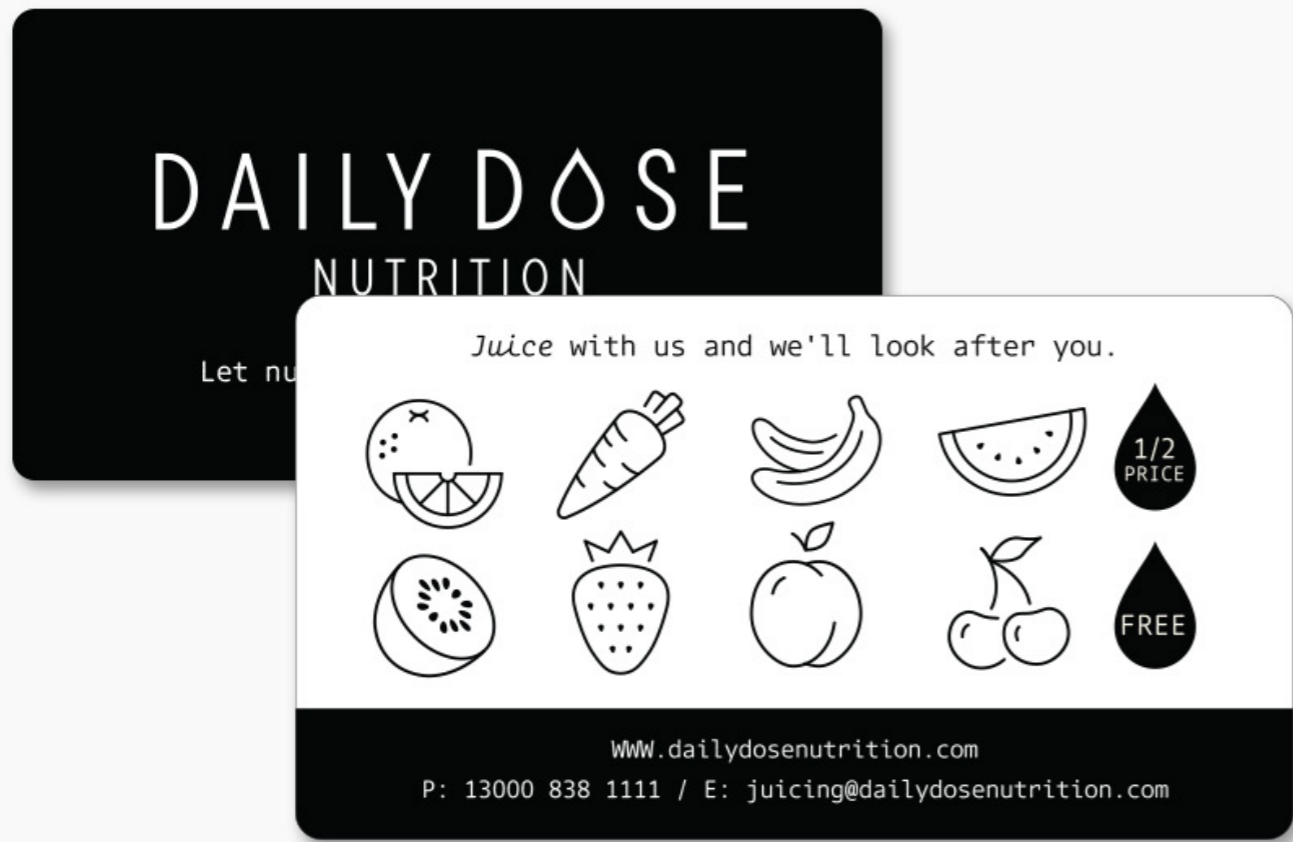 DAILY DOSE
NUTRITION
Let
Juice with us and we'll look after you.
1/2
PRICE
FREE
WWW.dailydosenutrition.com
P: 13000 838 1111 / E: juicing@dailydosenutrition.com